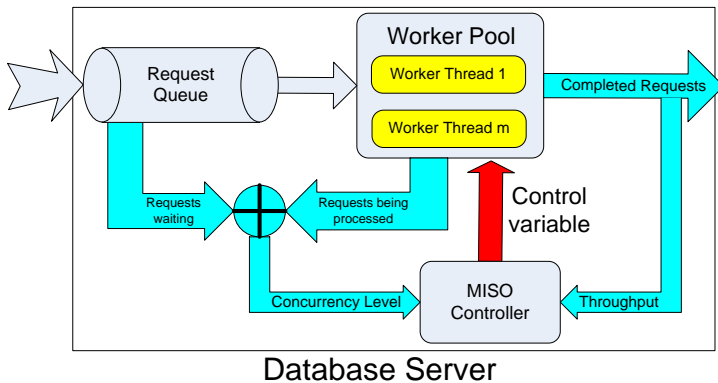 Worker Pool
Request
Queue
Worker Thread 1
Worker Thread m
Completed Requests
Requests
waiting
Requests being
processed
Control
variable
Concurrency Level
MISO
Controller
Throughput
Database Server